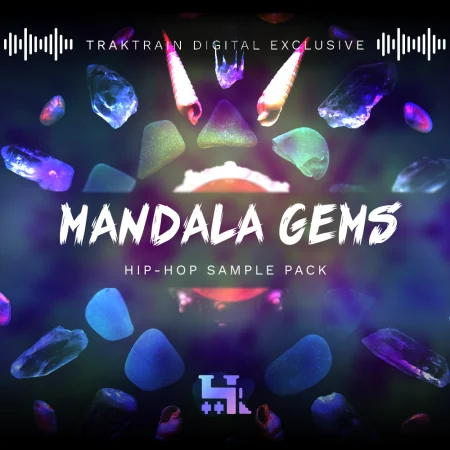 TRAKTRAIN DIGITAL EXCLUSIVE
MANDALA GEMS
HIP-HOP SAMPLE PACK